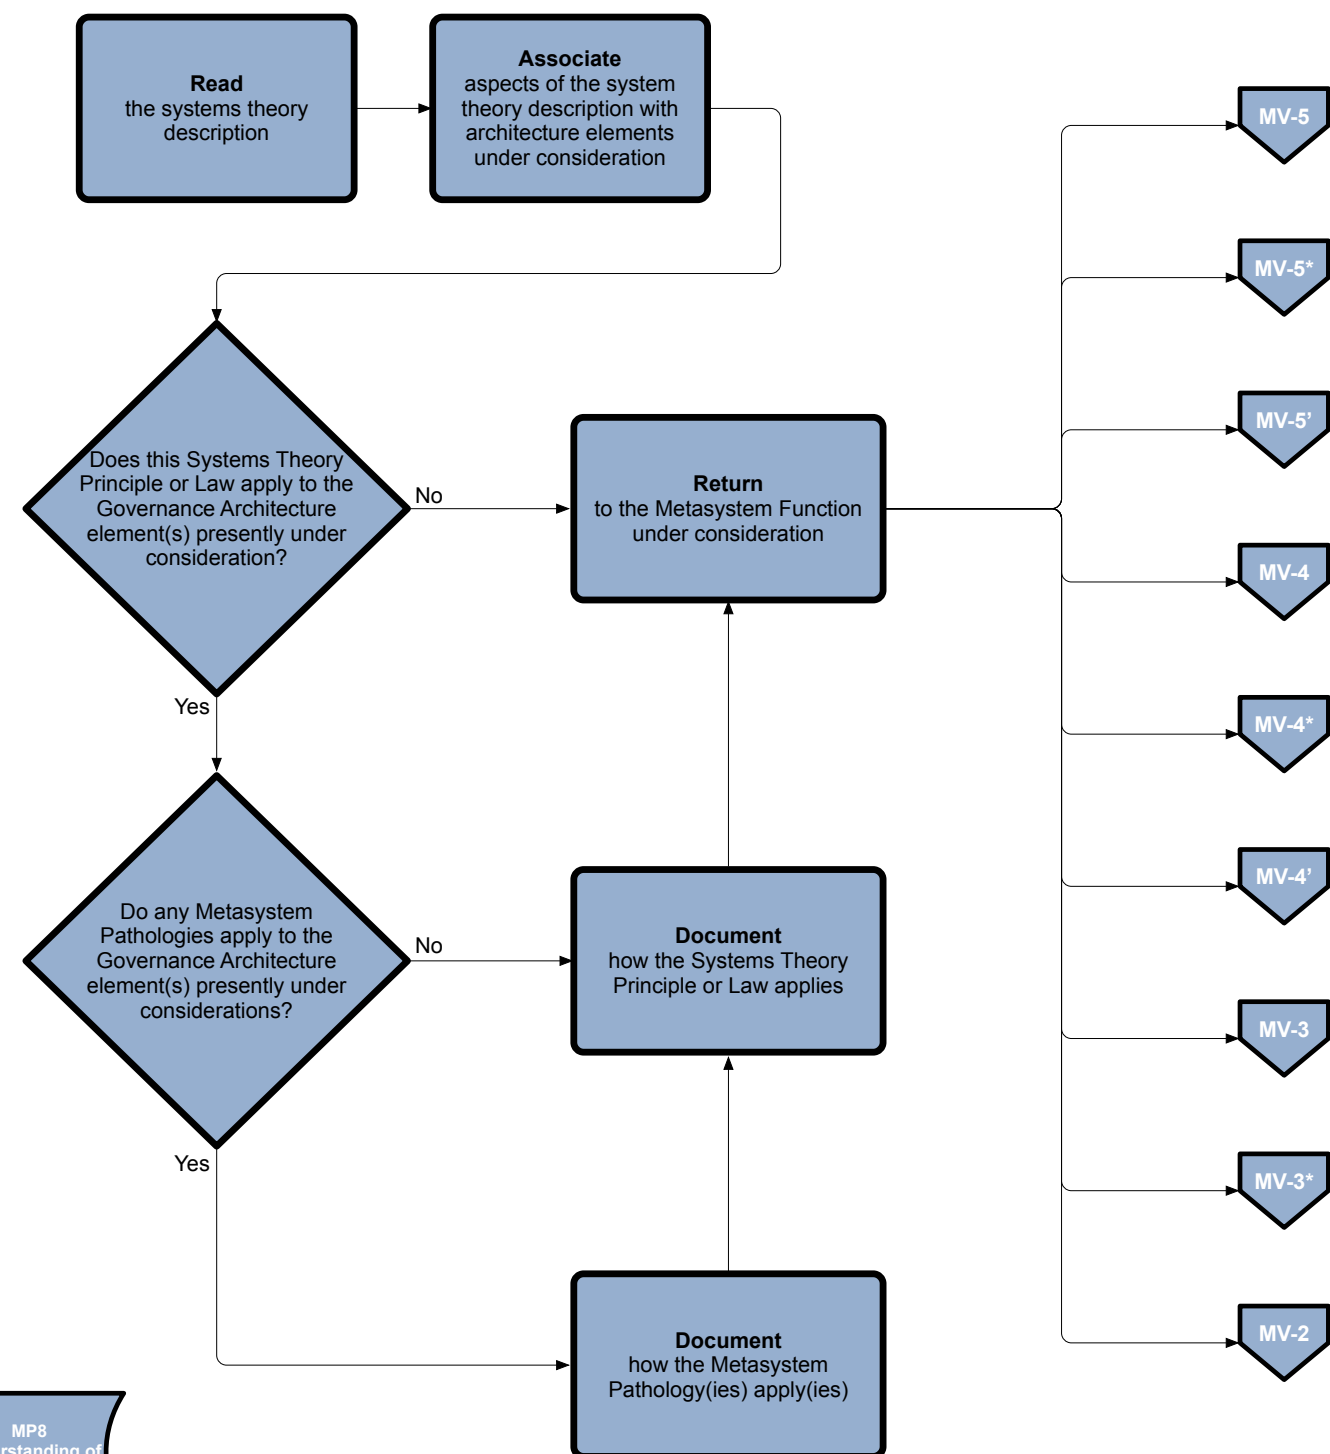 Read
the systems theory
description
Associate
aspects of the system
theory description with
architecture elements
under consideration
Does this Systems Theory
Principle or Law apply to the
Governance Architecture
element(s) presently under
consideration?
No
Yes
Return
to the Metasystem Function
under consideration
Do any Metasystem
Pathologies apply to the
Governance Architecture
element(s) presently under
considerations?
No
Yes
Document
how the Systems Theory
Principle or Law applies
Document
how the Metasystem
Pathology(ies) apply(ies)
MV-5
MV-5*
MV-5’
MV-4
MV-4*
MV-4’
MV-3
MV-3*
MV-2
MP8
of